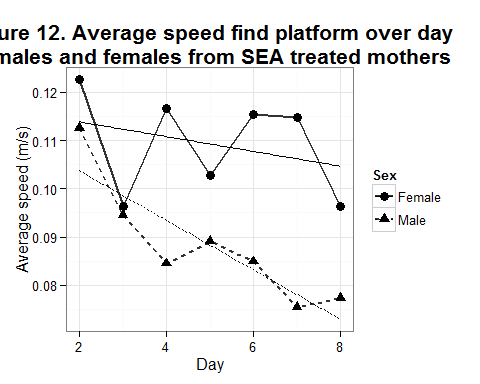 ure 12. Average speed find platform over day
males and females from SEA treated mothers
0.12
0.11
0.10
0.09
0.08
Average speed (m/s)
2 4 6 8
Day
Sex
Female
Male